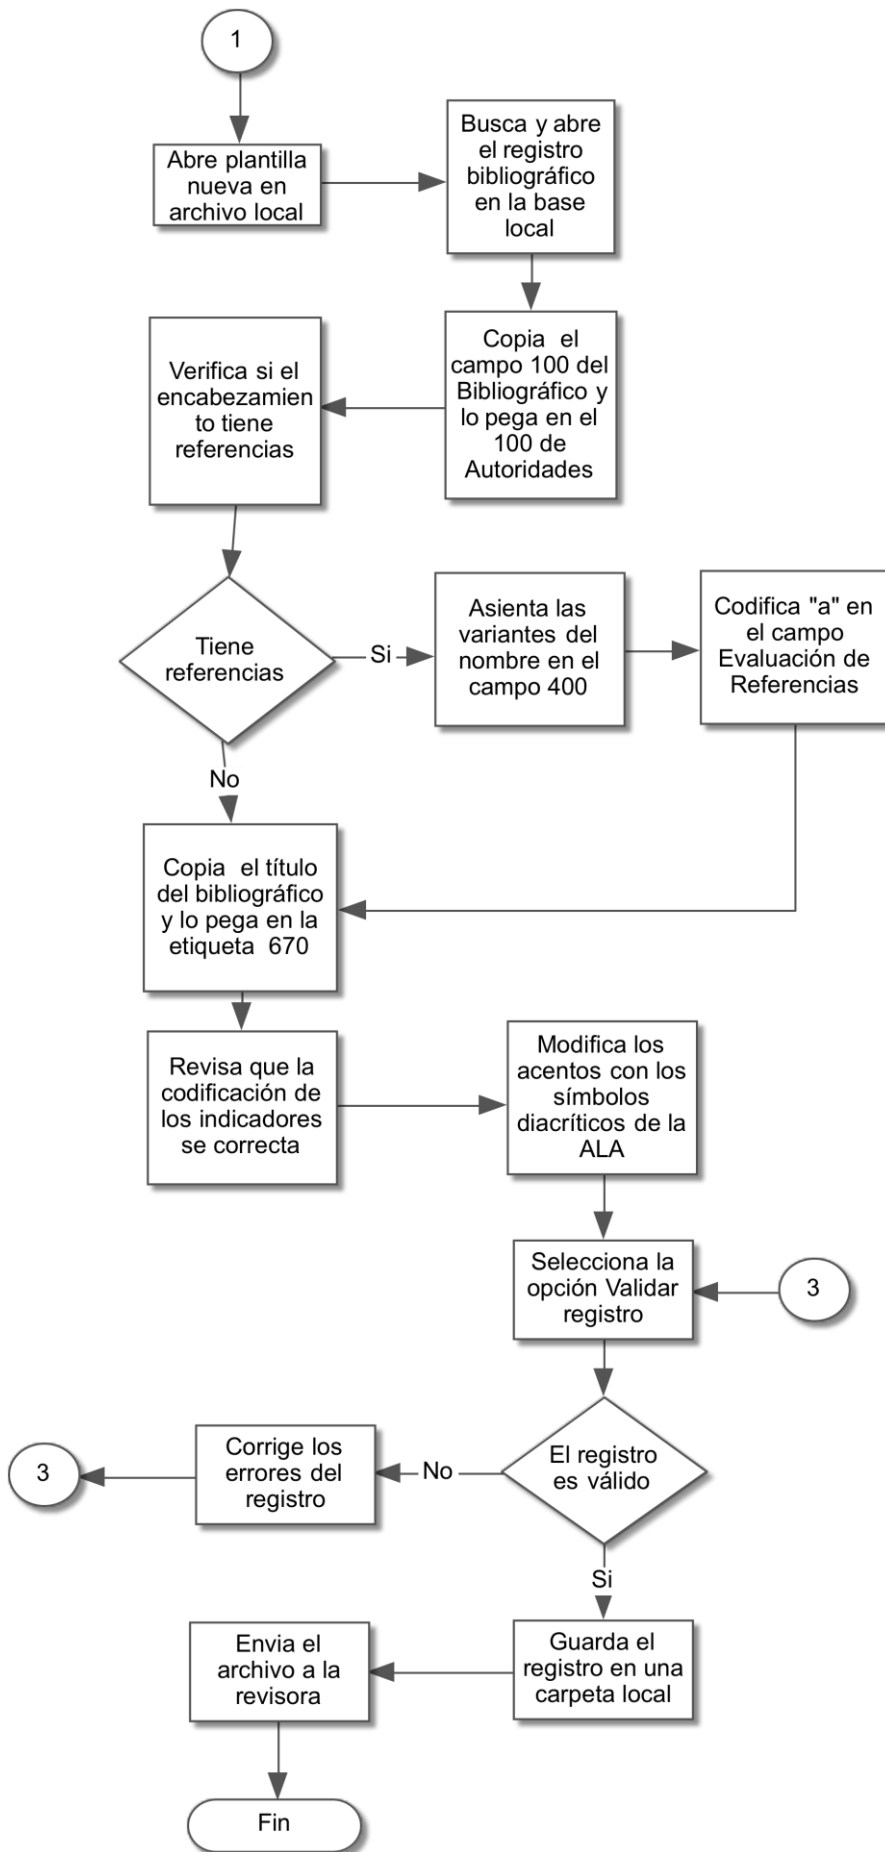 1
Abre plantilla
nueva en
archivo local
Busca y abre
el registro
bibliográfico
en la base
local
Copia el
campo 100 del
Bibliográfico y
lo pega en el
100 de
Autoridades
Verifica si el
encabezamien
to tiene
referencias
Tiene
referencias
Si
Asienta las
variantes del
nombre en el
campo 400
Codifica "a" en
el campo
Evaluación de
Referencias
No
Copia el título
del bibliográfico
y lo pega en la
etiqueta 670
Revisa que la
codificación de
los indicadores
se correcta
Modifica los
acentos con los
símbolos
diacríticos de la
ALA
Selecciona la
opción Validar
registro
3
El registro
es válido
No
Corrige los
errores del
registro
3
Si
Guarda el
registro en una
carpeta local
Envia el
archivo a la
revisora
Fin